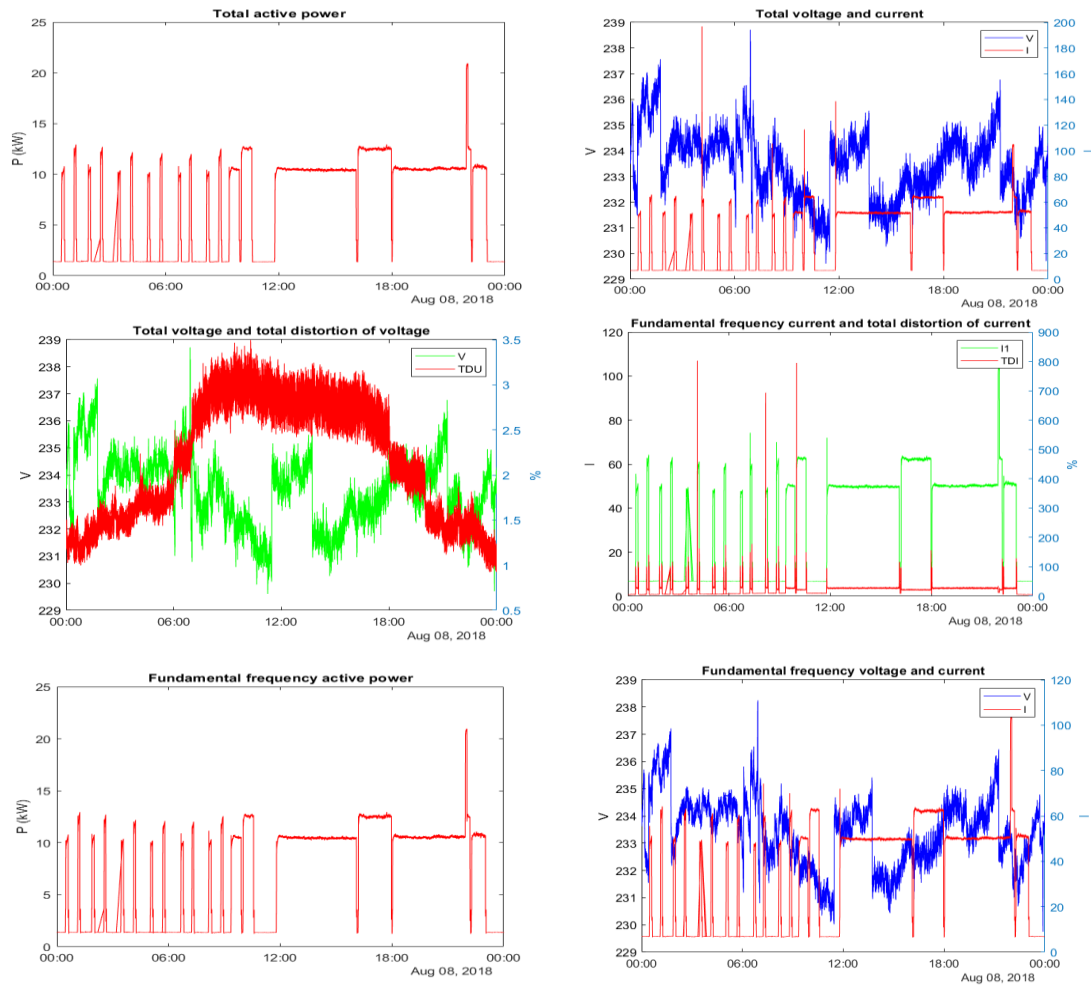 Total active power
25
20
15
10
5
0
P (kW)
00:00 06:00 12:00 18:00 00:00
Aug 08, 2018
Total voltage and current
239
238
237
236
235
234
233
232
231
230
229
V
200
180
160
140
120
100
80
60
40
20
0
I
V
I
00:00 06:00 12:00 18:00 00:00
Aug 08, 2018
Total voltage and total distortion of voltage
239
238
237
236
235
234
233
232
231
230
229
V
3.5
3
2.5
2
1.5
1
0.5
%
V
TDU
00:00 06:00 12:00 18:00 00:00
Aug 08, 2018
Fundamental frequency current and total distortion of current
120
100
80
60
40
20
0
I
900
800
700
600
500
400
300
200
100
0
%
I1
TDI
00:00 06:00 12:00 18:00 00:00
Aug 08, 2018
Fundamental frequency active power
25
20
15
10
5
0
P (kW)
00:00 06:00 12:00 18:00 00:00
Aug 08, 2018
Fundamental frequency voltage and current
239
238
237
236
235
234
233
232
231
230
229
V
120
100
80
60
40
20
0
I
V
I
00:00 06:00 12:00 18:00 00:00
Aug 08, 2018